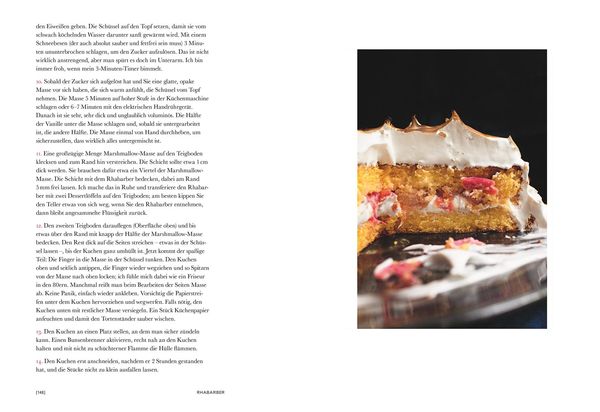 den Eiweißen geben. Die Schüssel auf den Topf setzen, damit sie vom
schwach köchelnden Wasser darunter sanft gewärmt wird. Mit einem
Schneebesen (der auch absolut sauber und fettfrei sein muss) 3 Minu-
ten ununterbrochen schlagen, um den Zucker aufzulösen. Das ist nicht
wirklich anstrengend, aber man spürt es doch im Unterarm. Ich bin
immer froh, wenn mein 3-Minuten-Timer bimmelt.
10. Sobald der Zucker sich aufgelöst hat und Sie eine glatte, opake
Masse vor sich haben, die sich warm anfühlt, die Schüssel vom Topf
nehmen. Die Masse 5 Minuten auf hoher Stufe in der Küchenmaschine
schlagen oder 6–7 Minuten mit den elektrischen Handrührgerät.
Danach ist sie sehr, sehr dick und unglaublich voluminös. Die Hälfte
der Vanille unter die Masse schlagen und, sobald sie untergearbeitet
ist, die andere Hälfte. Die Masse einmal von Hand durchheben, um
sicherzustellen, dass wirklich alles untergemischt ist.
11. Eine großzügige Menge Marshmallow-Masse auf den Teigboden
klecksen und zum Rand hin verstreichen. Die Schicht sollte etwa 1 cm
dick werden. Sie brauchen dafür etwa ein Viertel der Marshmallow-
Masse. Die Schicht mit dem Rhabarber bedecken, dabei am Rand
5 mm frei lassen. Ich mache das in Ruhe und transferiere den Rhabar-
ber mit zwei Dessertlöffeln auf den Teigboden; am besten kippen Sie
den Teller etwas von sich weg, wenn Sie den Rhabarber entnehmen,
dann bleibt angesammelte Flüssigkeit zurück.
12. Den zweiten Teigboden darauflegen (Oberfläche oben) und bis
etwas über den Rand mit knapp der Hälfte der Marshmallow-Masse
bedecken. Den Rest dick auf die Seiten streichen – etwas in der Schüs-
sel lassen –, bis der Kuchen ganz umhüllt ist. Jetzt kommt der spaßige
Teil: Die Finger in die Masse in der Schüssel tunken. Den Kuchen
oben und seitlich antippen, die Finger wieder wegziehen und so Spitzen
von der Masse nach oben locken; ich fühle mich dabei wie ein Friseur
in den 80ern. Manchmal reißt man beim Bearbeiten der Seiten Masse
ab. Keine Panik, einfach wieder ankleben. Vorsichtig die Papierstrei-
fen unter dem Kuchen hervorziehen und wegwerfen. Falls nötig, den
Kuchen unten mit restlicher Masse versiegeln. Ein Stück Küchenpapier
anfeuchten und damit den Tortenständer sauber wischen.
13. Den Kuchen an einen Platz stellen, an dem man sicher zündeln
kann. Einen Bunsenbrenner aktivieren, recht nah an den Kuchen
halten und mit nicht zu schüchterner Flamme die Hülle flämmen.
14. Den Kuchen erst anschneiden, nachdem er 2 Stunden gestanden
hat, und die Stücke nicht zu klein ausfallen lassen.
[148]
RHABARBER